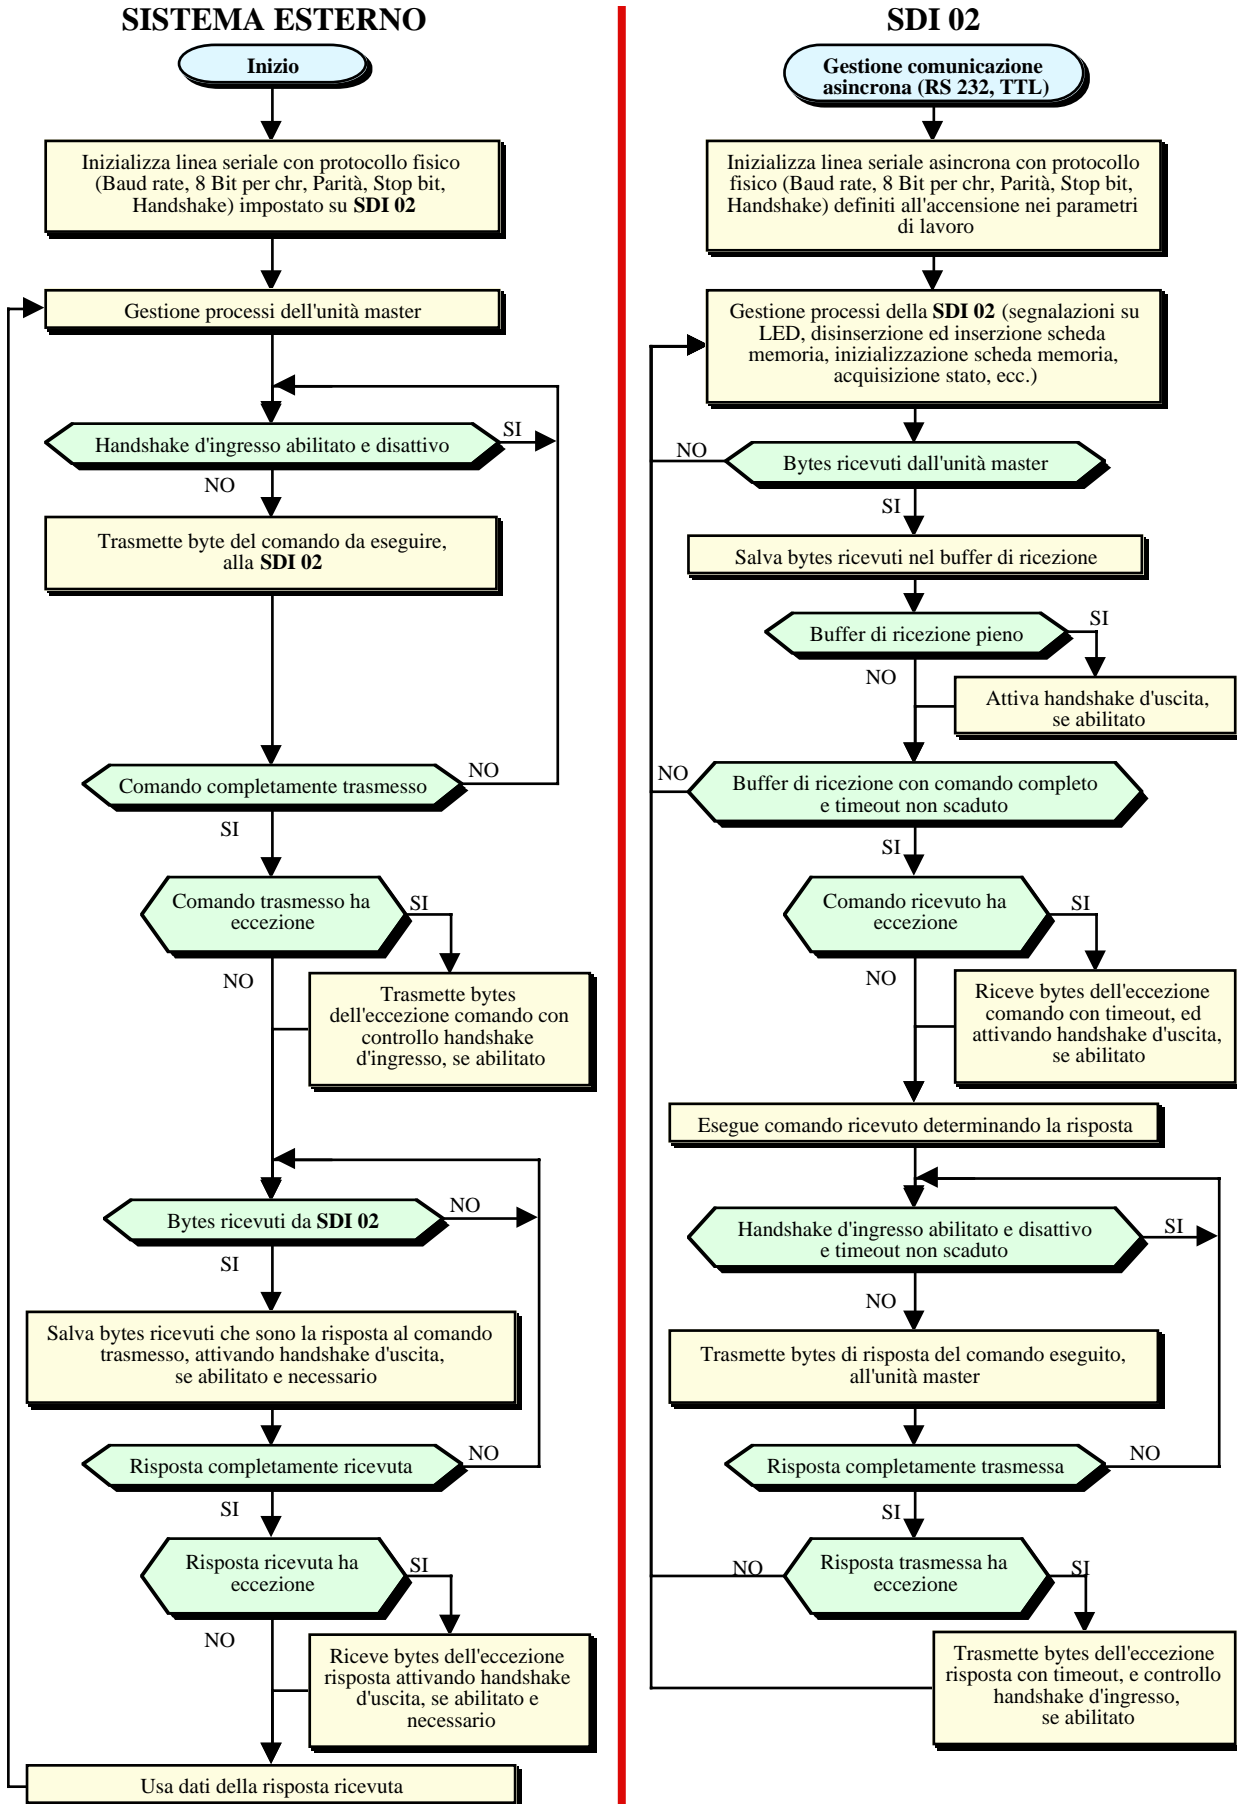 SISTEMA ESTERNO
Inizio
Inizializza linea seriale con protocollo fisico
(Baud rate, 8 Bit per chr, Parità, Stop bit,
Handshake) impostato su SDI 02
Gestione processi dell'unità master
Handshake d'ingresso abilitato e disattivo
SI
NO
Trasmette byte del comando da eseguire,
alla SDI 02
Comando completamente trasmesso
NO
SI
Comando trasmesso ha
eccezione
SI
NO
Trasmette bytes
dell'eccezione comando con
controllo handshake
d'ingresso, se abilitato
Bytes ricevuti da SDI 02
NO
SI
Salva bytes ricevuti che sono la risposta al comando
trasmesso, attivando handshake d'uscita,
se abilitato e necessario
Risposta completamente ricevuta
NO
SI
Risposta ricevuta ha
eccezione
SI
NO
Riceve bytes dell'eccezione
risposta attivando handshake
d'uscita, se abilitato e
necessario
Usa dati della risposta ricevuta
SDI 02
Gestione comunicazione
asincrona (RS 232, TTL)
Inizializza linea seriale asincrona con protocollo
fisico (Baud rate, 8 Bit per chr, Parità, Stop bit,
Handshake) definiti all'accensione nei parametri
di lavoro
Gestione processi della SDI 02 (segnalazioni su
LED, disinserzione ed inserzione scheda
memoria, inizializzazione scheda memoria,
acquisizione stato, ecc.)
NO
Bytes ricevuti dall'unità master
SI
Salva bytes ricevuti nel buffer di ricezione
Buffer di ricezione pieno
SI
NO
Attiva handshake d'uscita,
se abilitato
NO
Buffer di ricezione con comando completo
e timeout non scaduto
SI
Comando ricevuto ha
eccezione
SI
NO
Riceve bytes dell'eccezione
comando con timeout, ed
attivando handshake d'uscita,
se abilitato
Esegue comando ricevuto determinando la risposta
Handshake d'ingresso abilitato e disattivo
e timeout non scaduto
SI
NO
Trasmette bytes di risposta del comando eseguito,
all'unità master
Risposta completamente trasmessa
NO
SI
NO
Risposta trasmessa ha
eccezione
SI
Trasmette bytes dell'eccezione
risposta con timeout, e controllo
handshake d'ingresso,
se abilitato